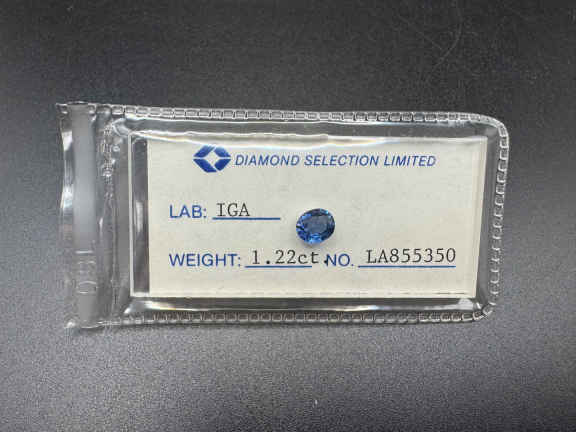 DIAMOND SELECTION LIMITED
LAB: IGA
WEIGHT: 1.22ct. NO. LA855350